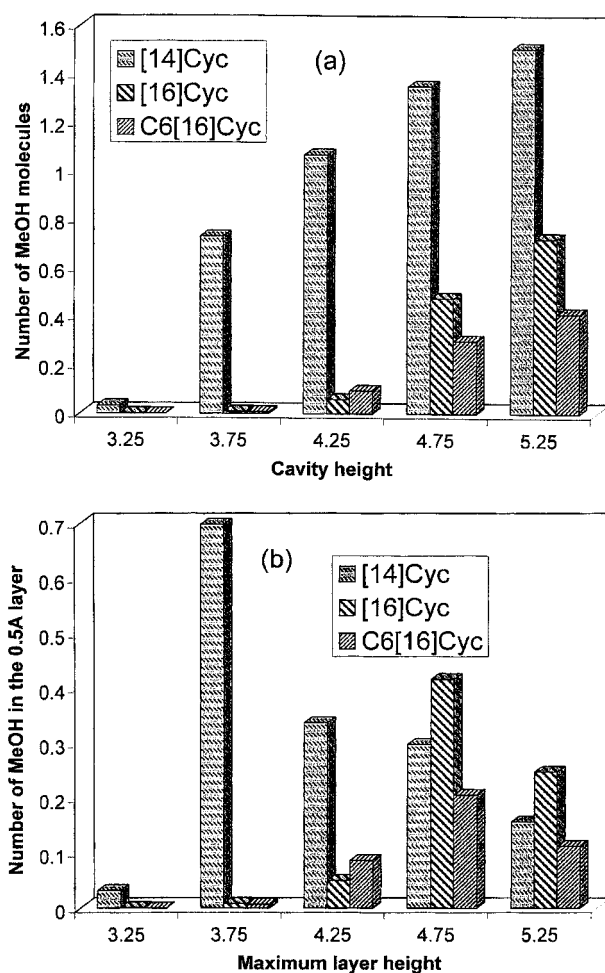 1.6
1.4
1.2
1
0.8
0.6
0.4
0.2
0
Number of MeOH molecules
[14]Cyc
[16]Cyc
C6[16]Cyc
(a)
3.25 3.75 4.25 4.75 5.25
Cavity height
0.7
0.6
0.5
0.4
0.3
0.2
0.1
0
Number of MeOH in the 0.5A layer
(b)
[14]Cyc
[16]Cyc
C6[16]Cyc
3.25 3.75 4.25 4.75 5.25
Maximum layer height